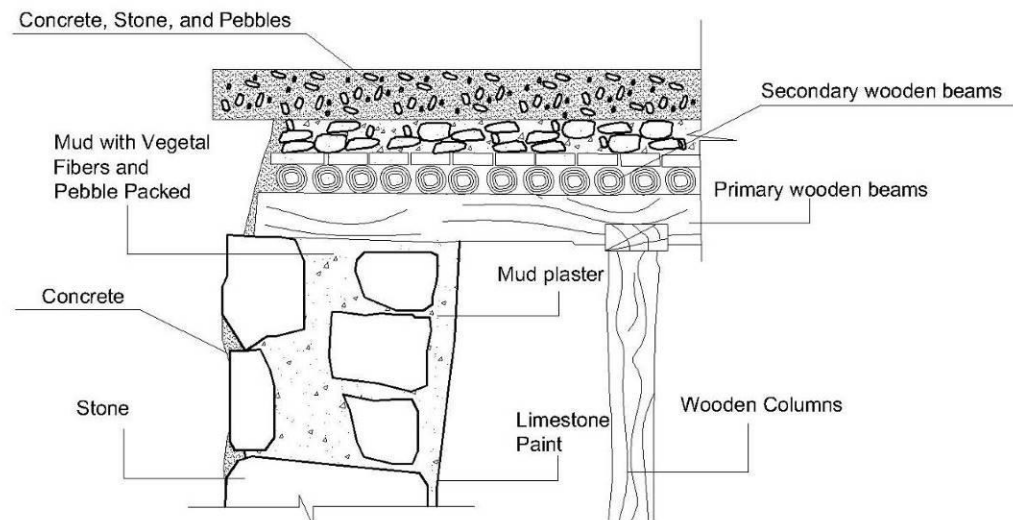 Concrete, Stone, and Pebbles
Secondary wooden beams
Mud with Vegetal
Fibers and
Pebble Packed
Primary wooden beams
Mud plaster
Concrete
Stone
Limestone
Paint
Wooden Columns